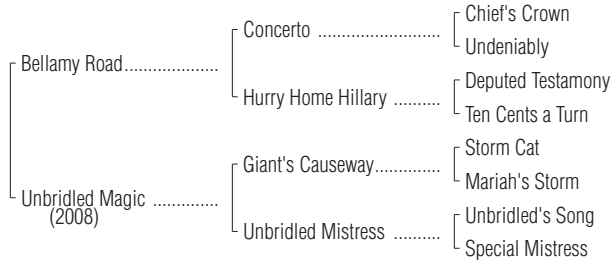 Chief's Crown
Concerto ..............................
Undeniably
Bellamy Road...................
Deputed Testamony
Hurry Home Hillary ..........
Ten Cents a Turn
Storm Cat
Giant's Causeway..............
Mariah's Storm
Unbridled Magic .............
(2008)
Unbridled's Song
Unbridled Mistress ..........
Special Mistress